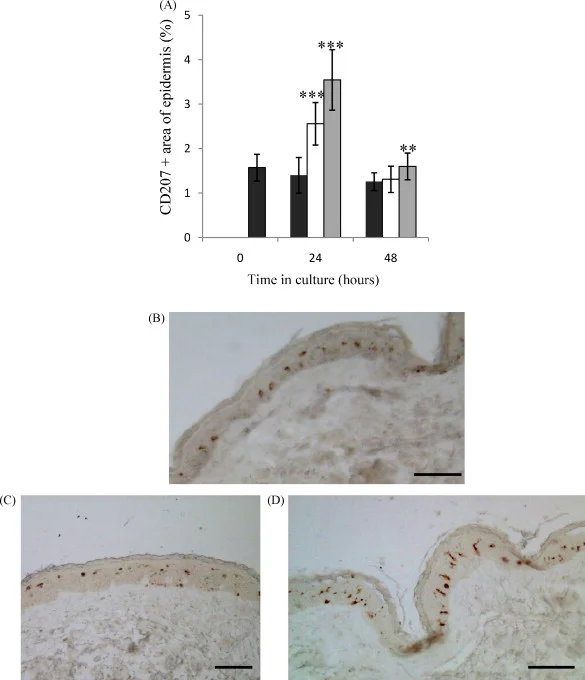 (A)
5
4
3
2
1
0
CD207 + area of epidermis (%)
***
***
**
0 24 48
Time in culture (hours)
(B)
(C) (D)